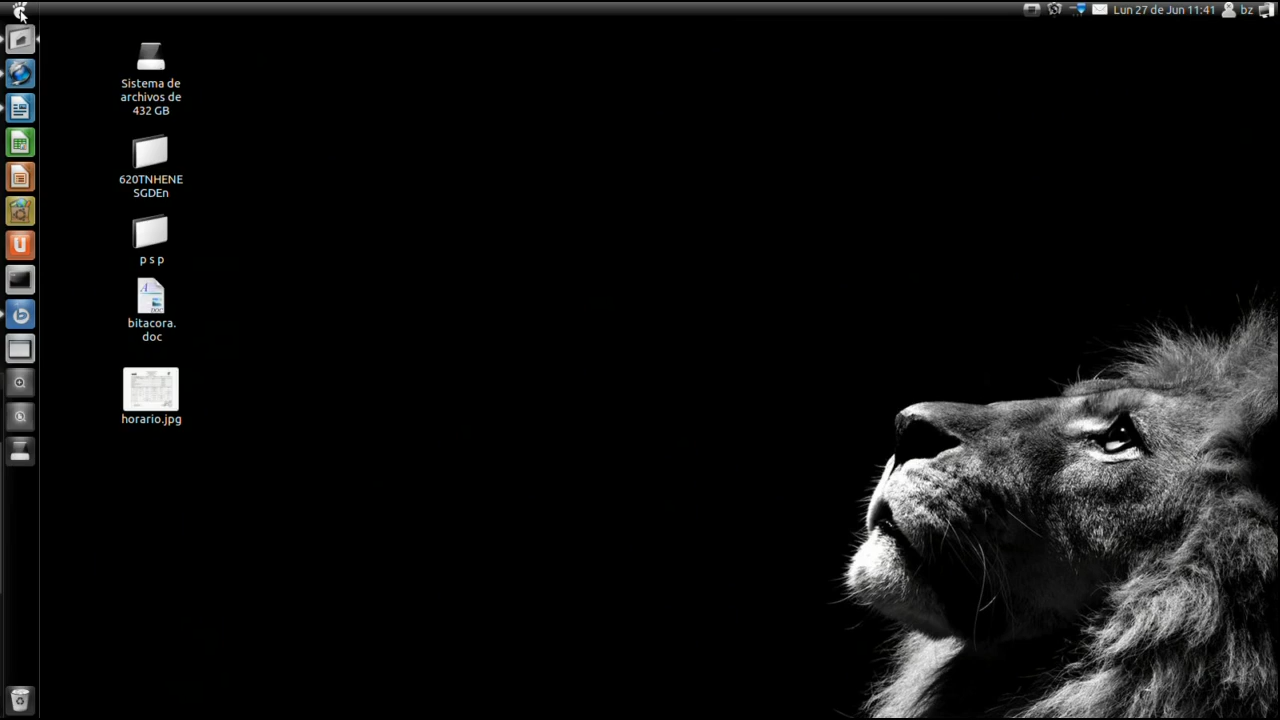 Lun 27 de Jun 11:41
bz
Sistema de
archivos de
432 GB
620TNHENE
SGDEn
p s p
A
DOC
bitacora.
doc
horario.jpg